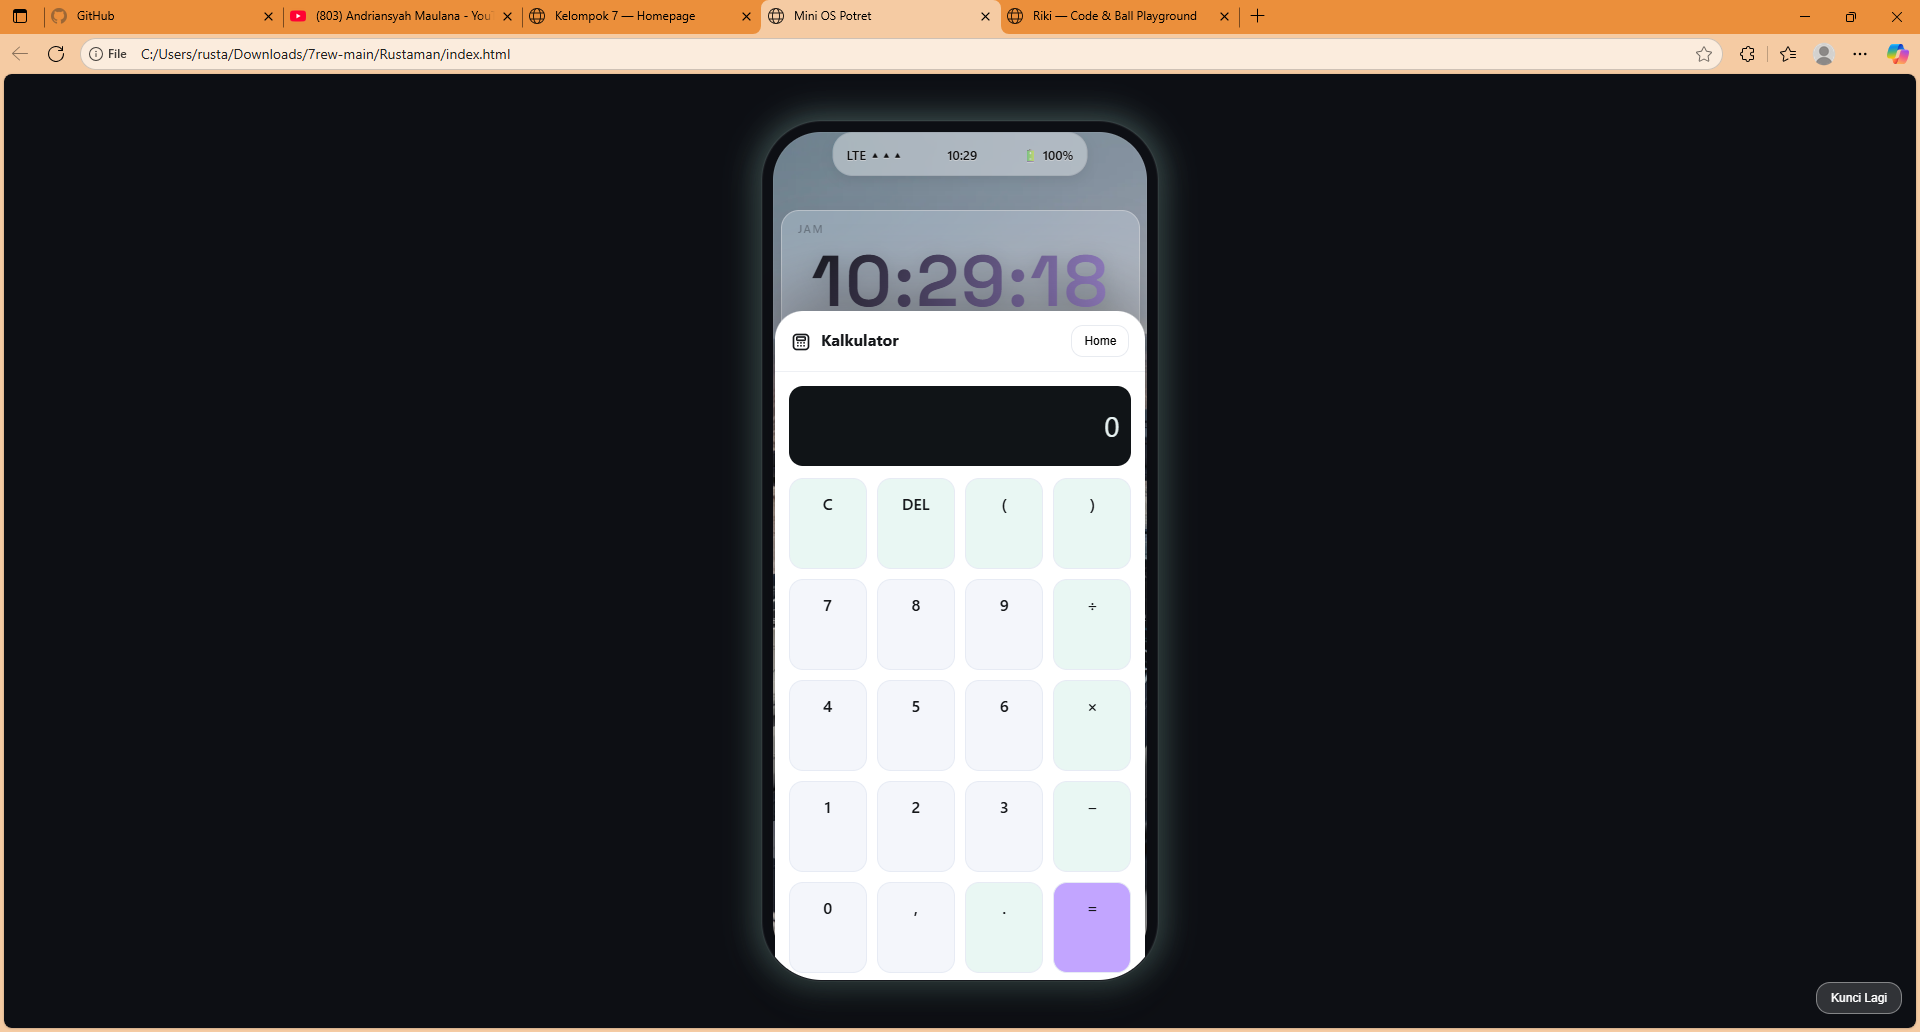 GitHub
(803) Andriansyah Maulana - You
Kelompok 7 — Homepage
Mini OS Potret
Riki — Code & Ball Playground
File C:/Users/rusta/Downloads/7rew-main/Rustaman/index.html
LTE ▲ ▲ ▲ 10:29 🔋 100%
JAM
10:29:18
Kalkulator Home
0
C DEL ( )
7 8 9 ÷
4 5 6 ×
1 2 3 −
0 , . =
Kunci Lagi